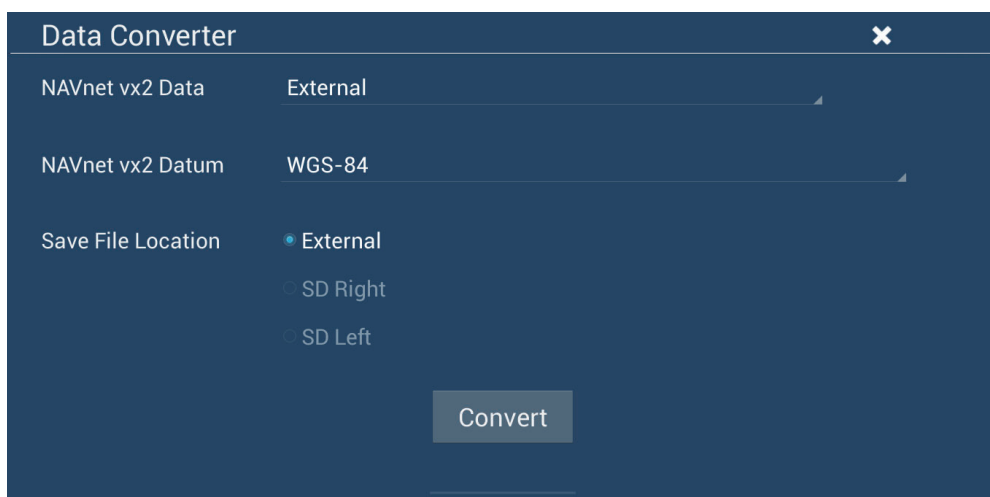 Data Converter
NAVnet vx2 Data External
NAVnet vx2 Datum WGS-84
Save File Location External
SD Right
SD Left
Convert